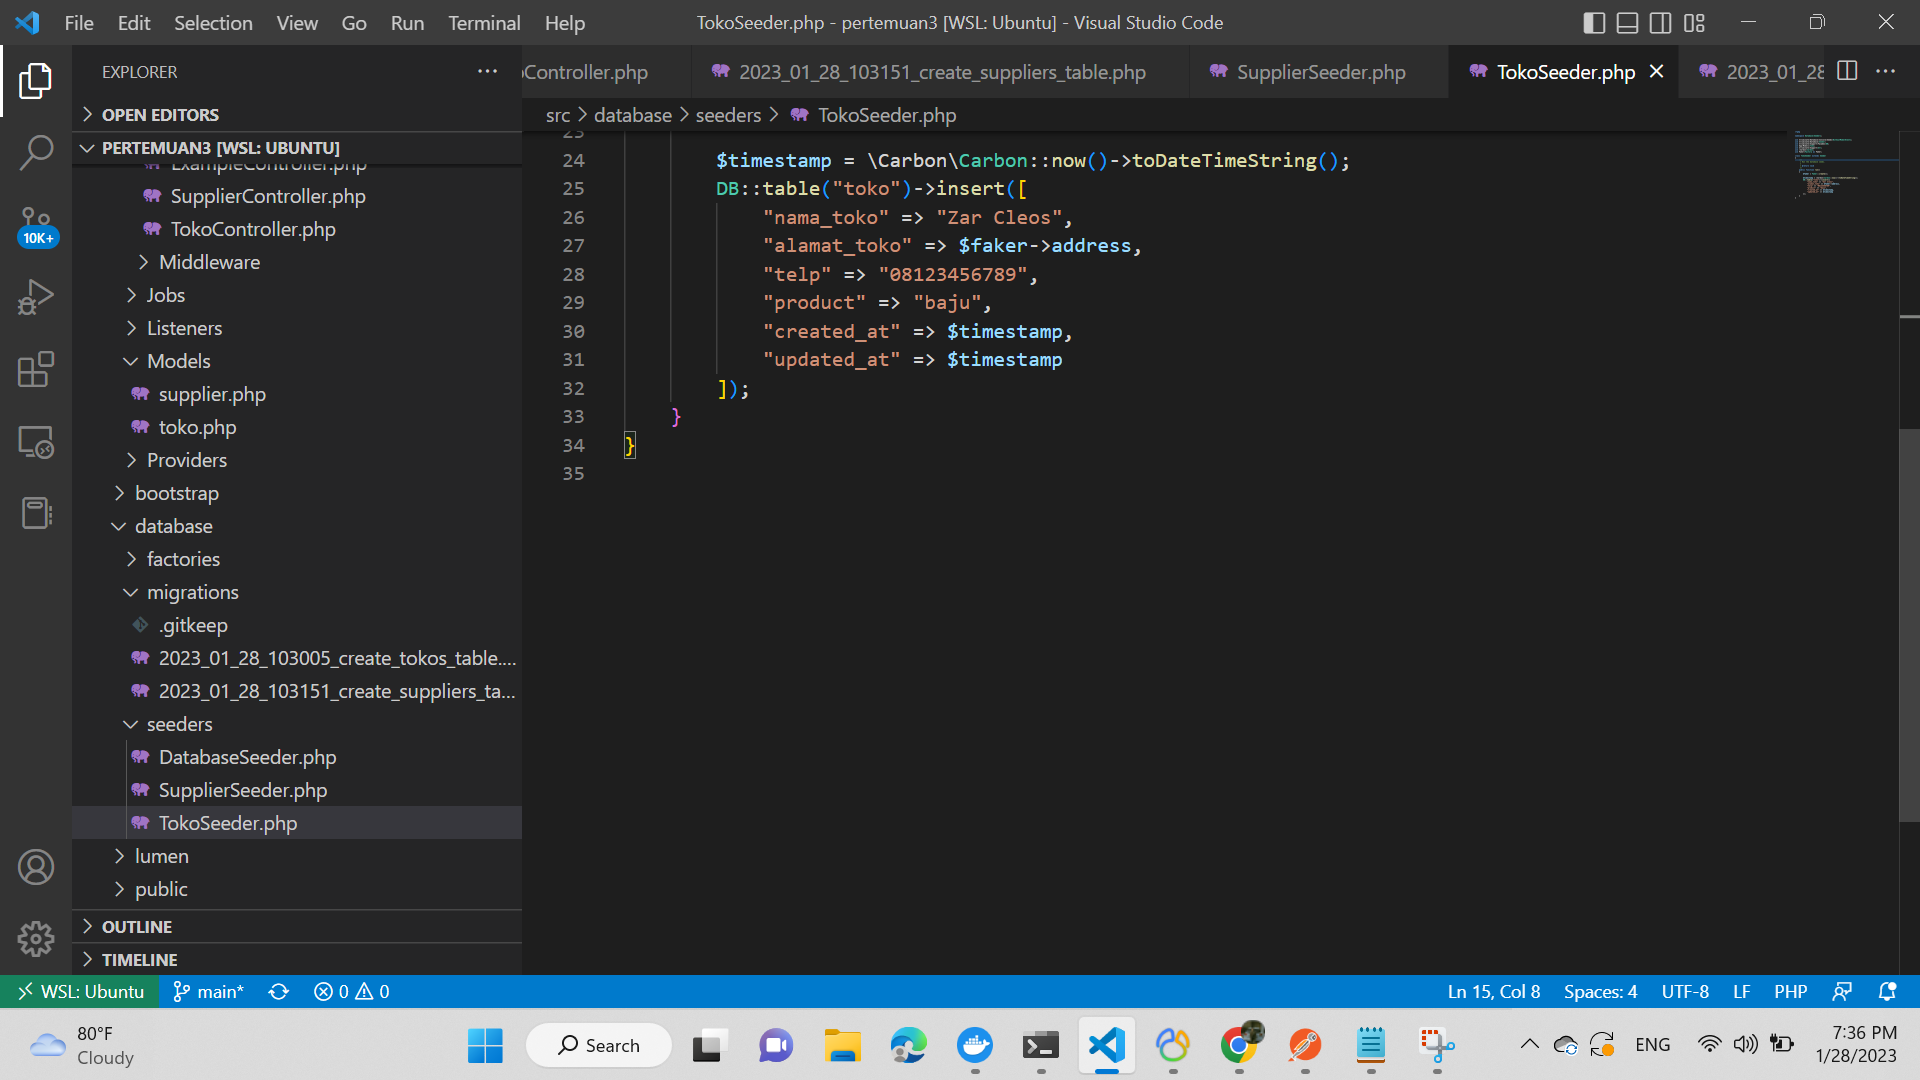 File Edit Selection View Go Run Terminal Help
TokoSeeder.php - pertemuan3 [WSL: Ubuntu] - Visual Studio Code
EXPLORER
Controller.php
2023_01_28_103151_create_suppliers_table.php
SupplierSeeder.php
TokoSeeder.php
2023_01_28
OPEN EDITORS
src > database > seeders > TokoSeeder.php
PERTEMUAN3 [WSL: UBUNTU]
ExampleController.php
SupplierController.php
TokoController.php
Middleware
Jobs
Listeners
Models
supplier.php
toko.php
Providers
bootstrap
database
factories
migrations
.gitkeep
2023_01_28_103005_create_tokos_table....
2023_01_28_103151_create_suppliers_ta...
seeders
DatabaseSeeder.php
SupplierSeeder.php
TokoSeeder.php
lumen
public
OUTLINE
TIMELINE
10K+
23
24 $timestamp = \Carbon\Carbon::now()->toDateTimeString();
25 DB::table("toko")->insert([
26 "nama_toko" => "Zar Cleos",
27 "alamat_toko" => $faker->address,
28 "telp" => "08123456789",
29 "product" => "baju",
30 "created_at" => $timestamp,
31 "updated_at" => $timestamp
32 ]);
33 }
34 }
35
WSL: Ubuntu main* 0 0
Ln 15, Col 8 Spaces: 4 UTF-8 LF PHP
80°F
Cloudy
Search
ENG
7:36 PM
1/28/2023